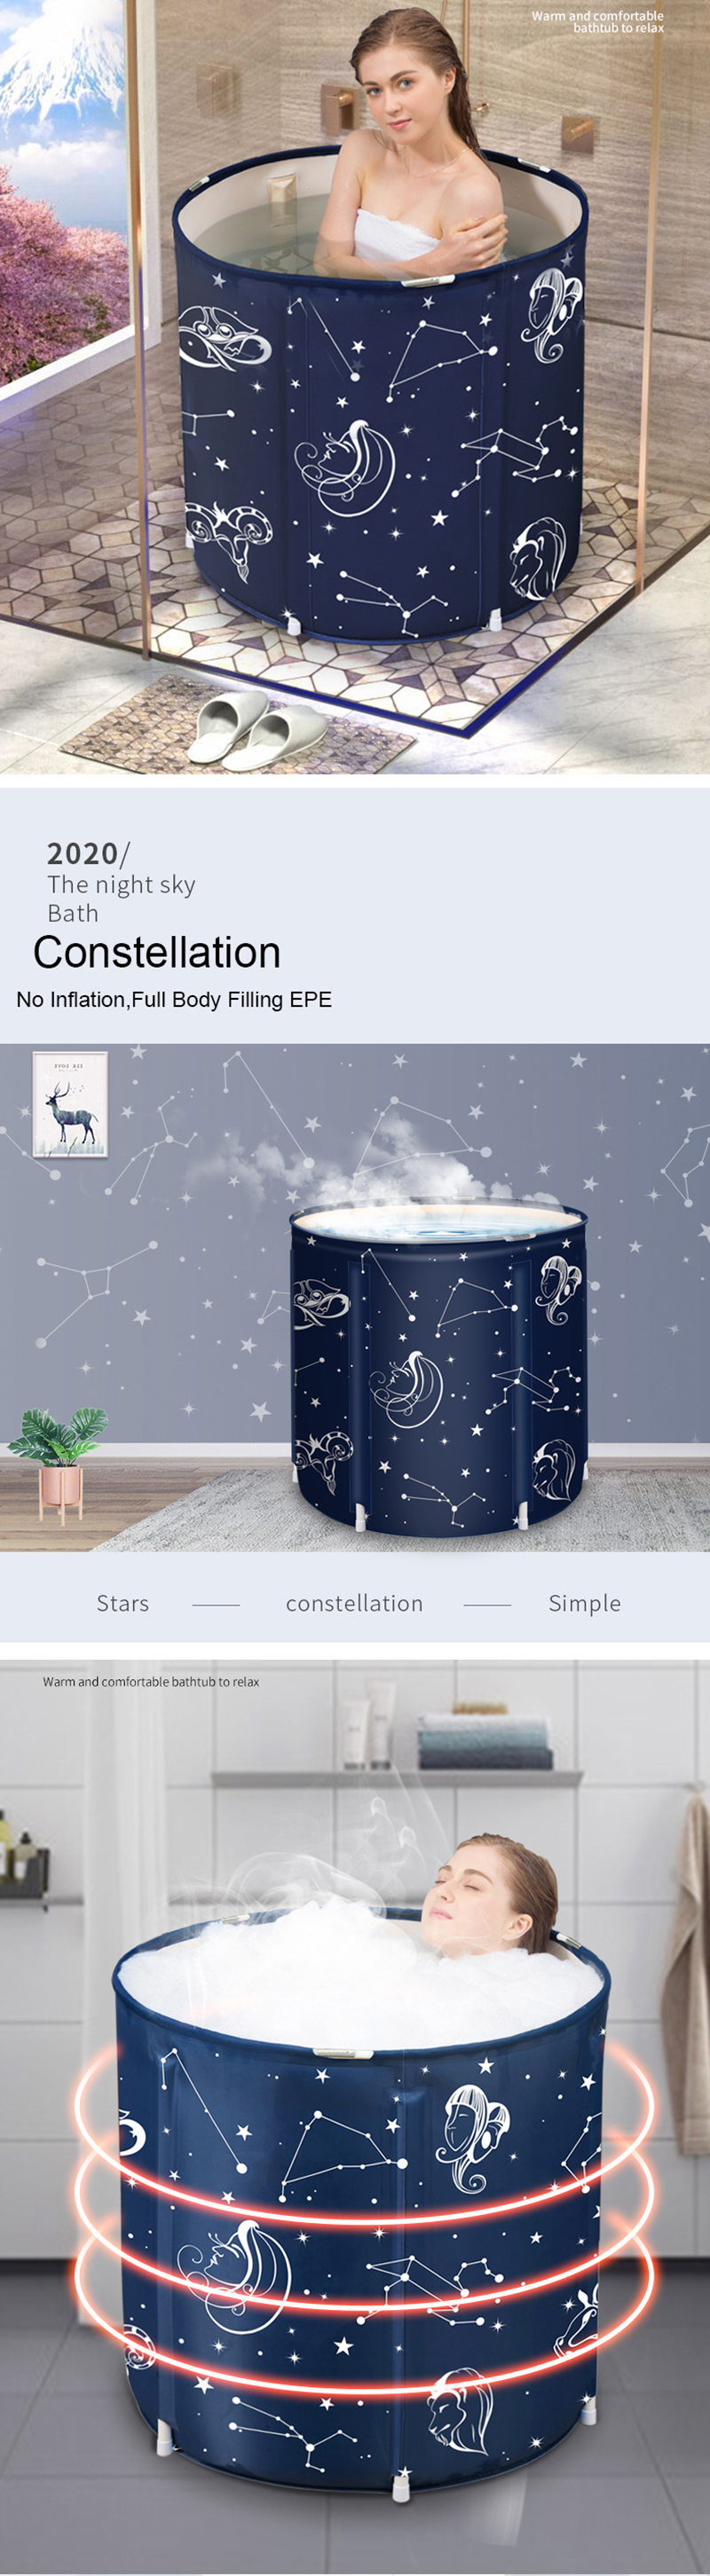 Warm and comfortable
bathtub to relax
2020/
The night sky
Bath
Constellation
No Inflation,Full Body Filling EPE
Stars
constellation
Simple
Warm and comfortable bathtub to relax